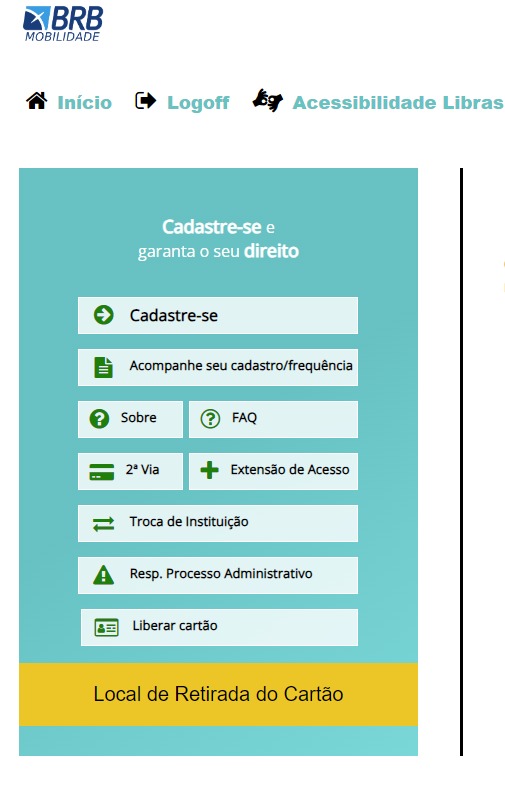 BRB
MOBILIDADE
Início Logoff Acessibilidade Libras
Cadastre-se e
garanta o seu direito
Cadastre-se
Acompanhe seu cadastro/frequência
Sobre FAQ
2ª Via Extensão de Acesso
Troca de Instituição
Resp. Processo Administrativo
Liberar cartão
Local de Retirada do Cartão